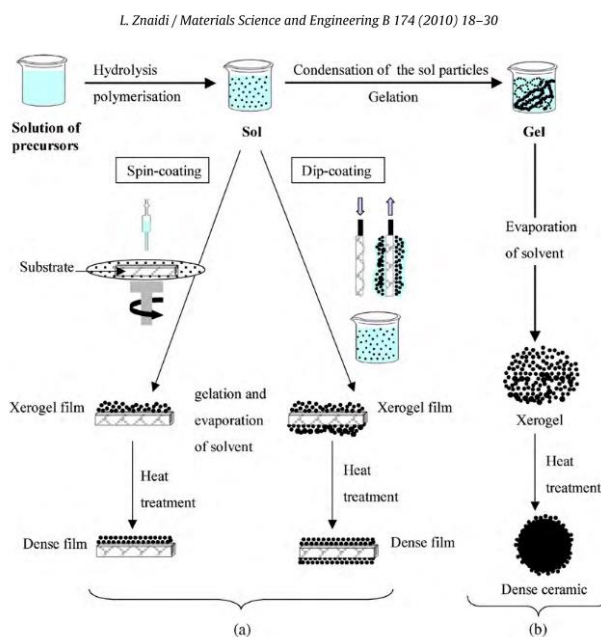 L. Znaidi / Materials Science and Engineering B 174 (2010) 18–30
Hydrolysis
polymerisation
Condensation of the sol particles
Gelation
Solution of
precursors
Sol
Gel
Spin-coating
Dip-coating
Substrate
Evaporation
of solvent
Xerogel film
gelation and
evaporation
of solvent
Xerogel film
Xerogel
Heat
treatment
Heat
treatment
Heat
treatment
Dense film
Dense film
Dense ceramic
(a)
(b)